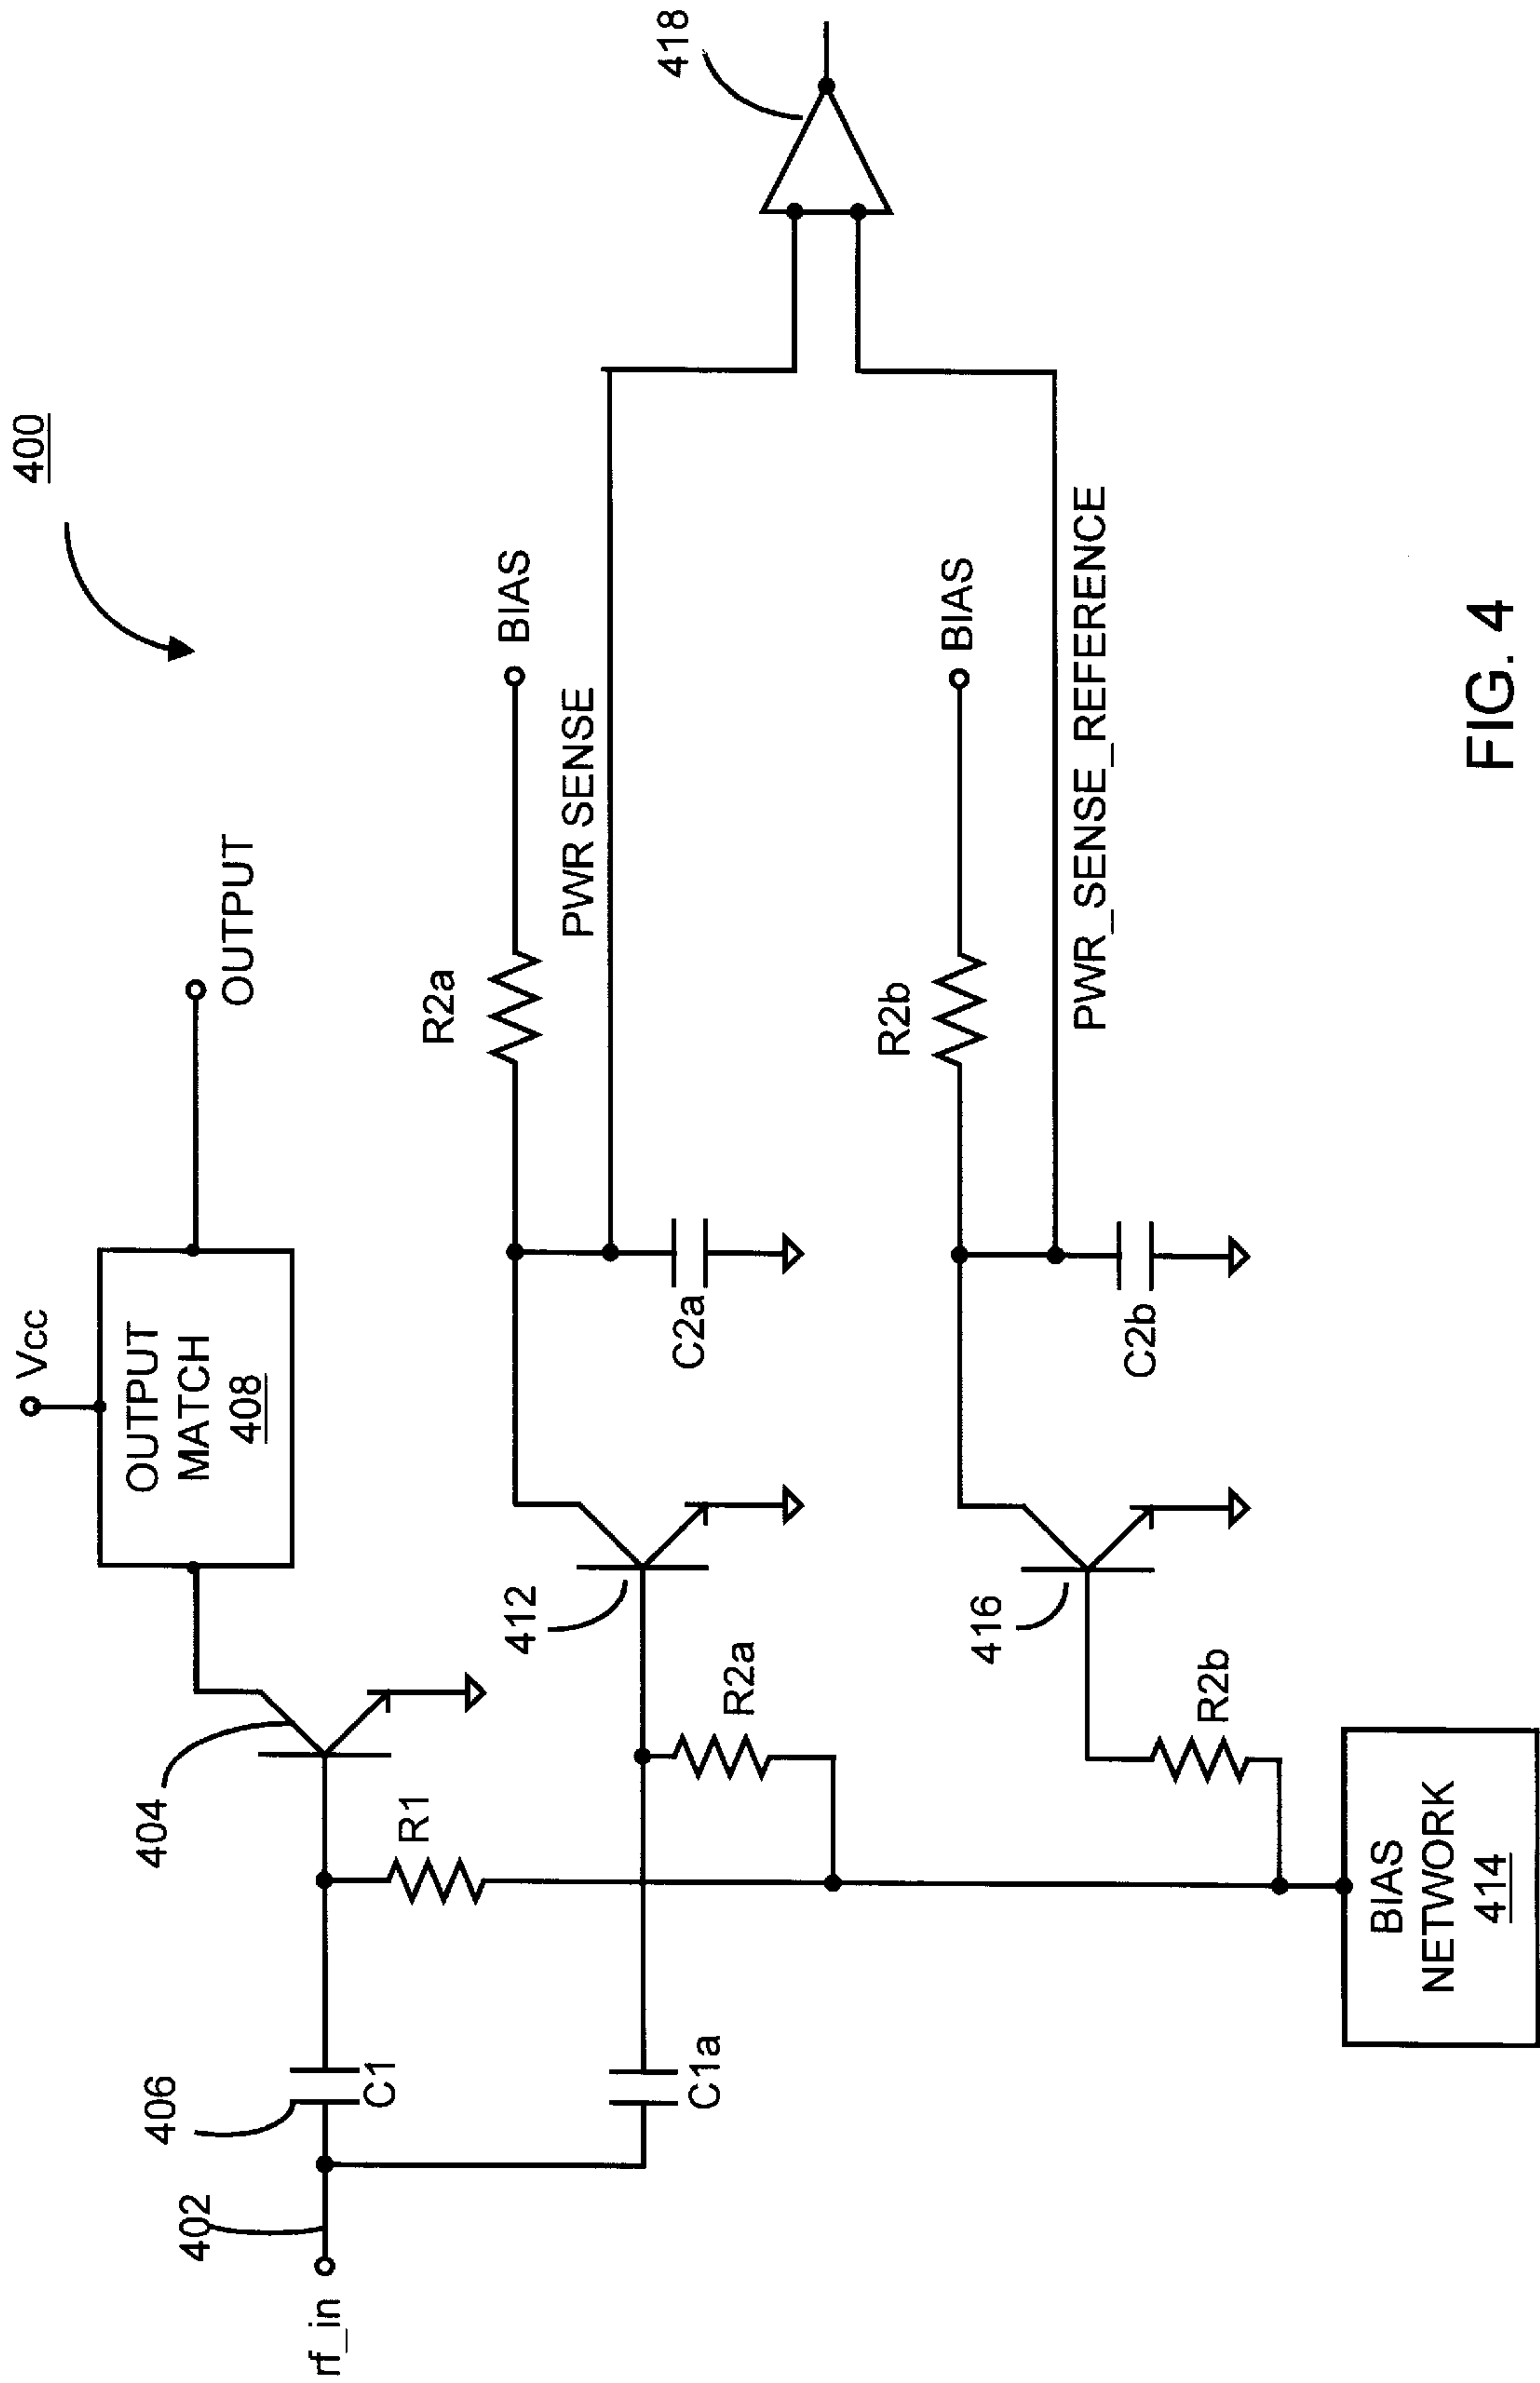 400
Vcc
OUTPUT
MATCH
408
OUTPUT
404
406
C1
402
rf_in
R1
C1a
412
R2a
R2a
BIAS
PWR SENSE
C2a
418
416
R2b
R2b
BIAS
PWR_SENSE_REFERENCE
C2b
BIAS
NETWORK
414
FIG. 4